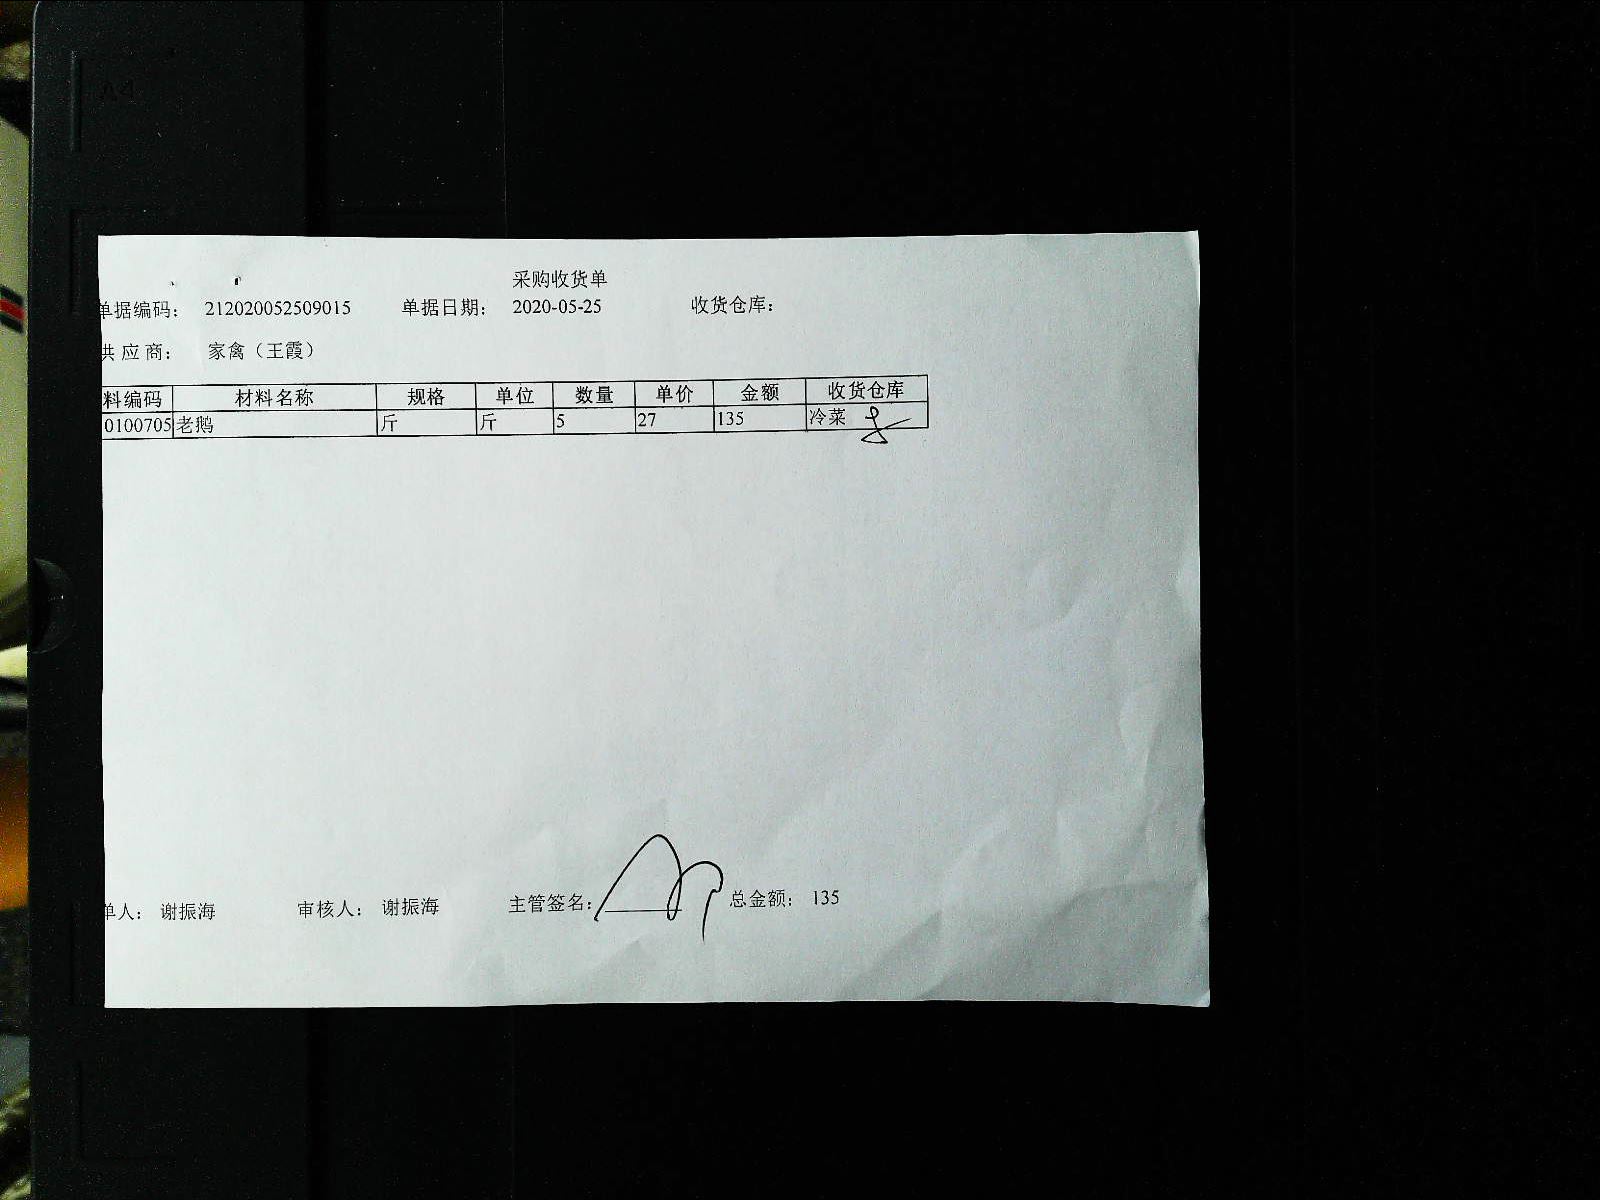 采购收货单
单据编码： 212020052509015 单据日期： 2020-05-25 收货仓库：
供应商： 家禽（王霞）
料编码 材料名称 规格 单位 数量 单价 金额 收货仓库
0100705 老鹅 斤 斤 5 27 135 冷菜
单人： 谢振海 审核人： 谢振海 主管签名： 总金额： 135